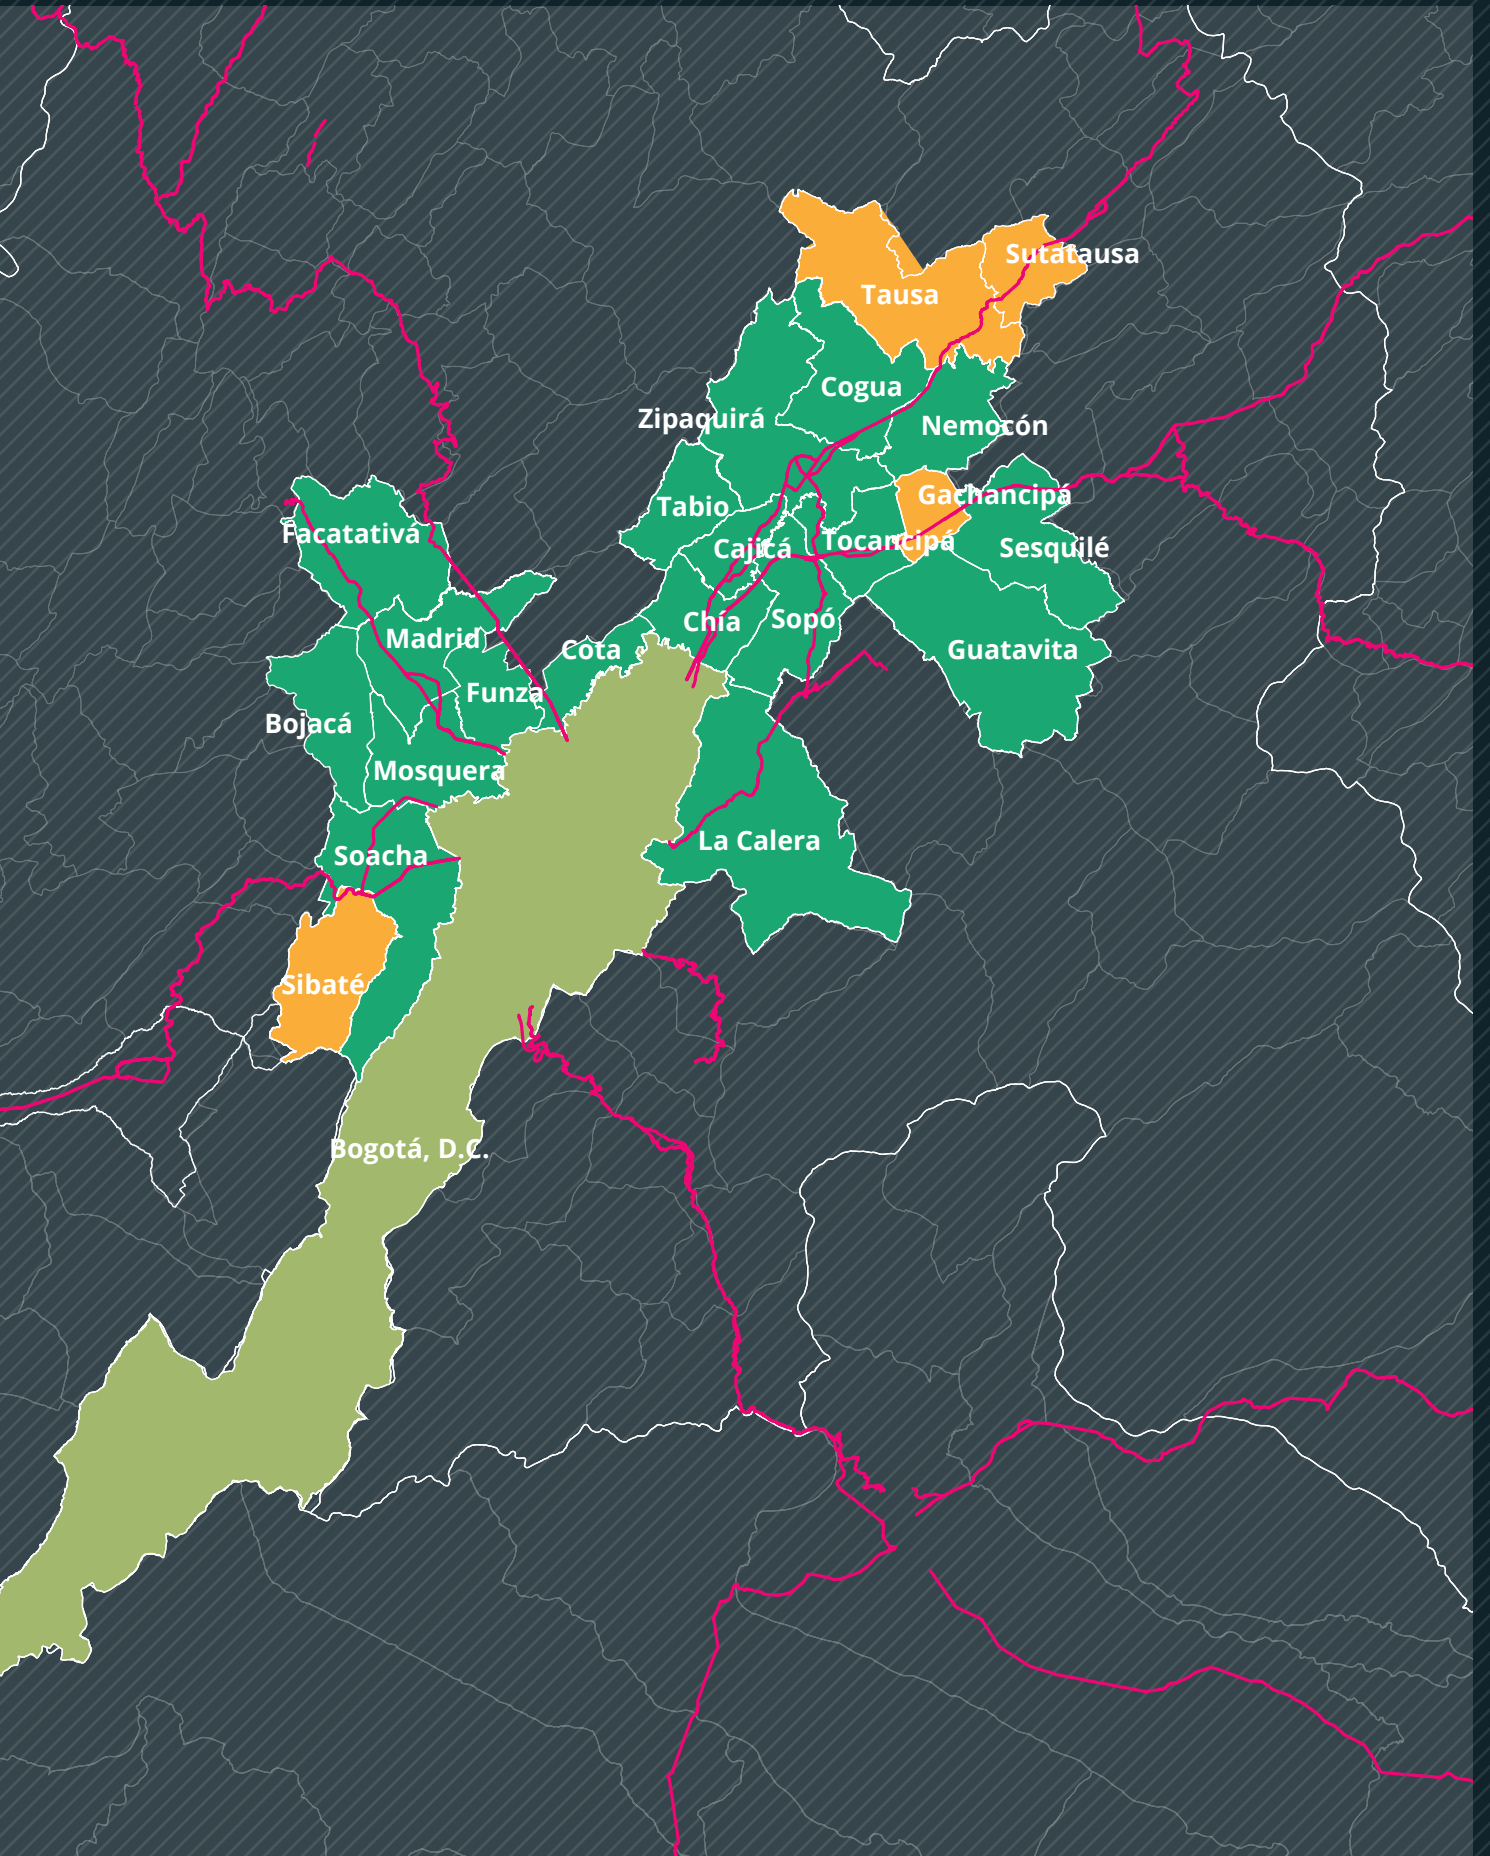 Sutatausa
Tausa
Cogua
Zipaquirá
Nemocón
Gachancipá
Tabio
Facatativá
Tocancipá
Cajicá
Sesquilé
Chía
Sopó
Madrid
Cota
Guatavita
Funza
Bojacá
Mosquera
La Calera
Soacha
Sibaté
Bogotá, D.C.